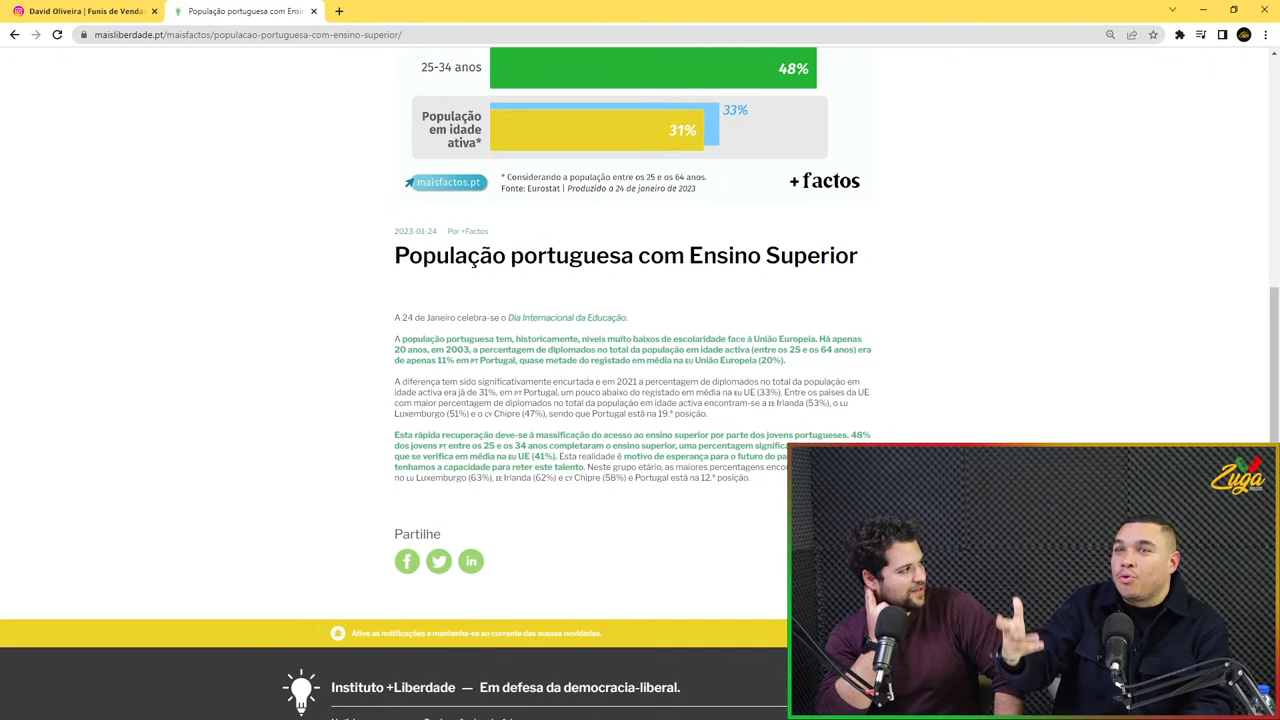 David Oliveira | Funis de Venda
População portuguesa com Ensin
maisliberdade.pt/maisfactos/populacao-portuguesa-com-ensino-superior/
25-34 anos
48%
População
em idade
ativa*
33%
31%
maisfactos.pt
* Considerando a população entre os 25 e os 64 anos.
Fonte: Eurostat | Produzido a 24 de janeiro de 2023
+factos
2023-01-24 Por +Factos
População portuguesa com Ensino Superior
A 24 de Janeiro celebra-se o Dia Internacional da Educação.
A população portuguesa tem, historicamente, níveis muito baixos de escolaridade face à União Europeia. Há apenas
20 anos, em 2003, a percentagem de diplomados no total da população em idade activa (entre os 25 e os 64 anos) era
de apenas 11% em PT Portugal, quase metade do registado em média na EU União Europeia (20%).
A diferença tem sido significativamente encurtada e em 2021 a percentagem de diplomados no total da população em
idade activa era já de 31%, em PT Portugal, um pouco abaixo do registado em média na EU UE (33%). Entre os países da UE
com maior percentagem de diplomados no total da população em idade activa encontram-se a IE Irlanda (53%), o LU
Luxemburgo (51%) e o CY Chipre (47%), sendo que Portugal está na 19.ª posição.
Esta rápida recuperação deve-se à massificação do acesso ao ensino superior por parte dos jovens portugueses. 48%
dos jovens PT entre os 25 e os 34 anos completaram o ensino superior, uma percentagem significa
que se verifica em média na EU UE (41%). Esta realidade é motivo de esperança para o futuro do pa
tenhamos a capacidade para reter este talento. Neste grupo etário, as maiores percentagens encon
no LU Luxemburgo (63%), IE Irlanda (62%) e CY Chipre (58%) e Portugal está na 12.ª posição.
Zuga
Partilhe
Ative as notificações e mantenha-se ao corrente das nossas novidades.
Instituto +Liberdade — Em defesa da democracia-liberal.